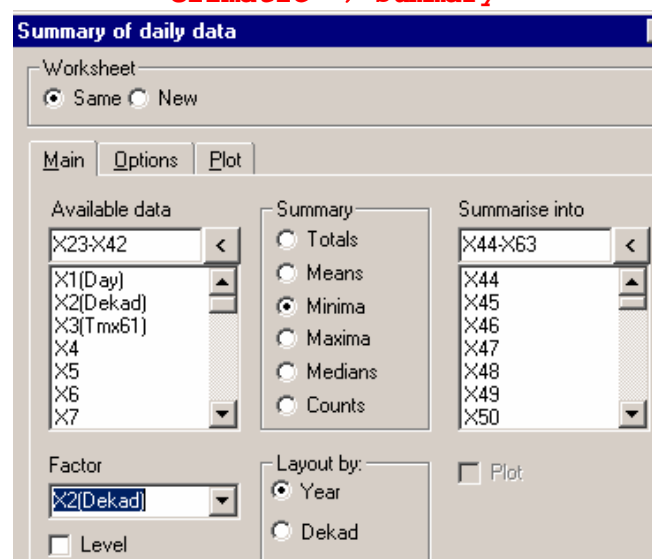 Climatic → Summary
Summary of daily data
Worksheet
Same New
Main Options Plot
Available data
X23-X42 <
X1(Day)
X2(Dekad)
X3(Tmx61)
X4
X5
X6
X7
Summary
Totals
Means
Minima
Maxima
Medians
Counts
Summarise into
X44-X63 <
X44
X45
X46
X47
X48
X49
X50
Factor
X2(Dekad)
Level
Layout by:
Year
Dekad
Plot